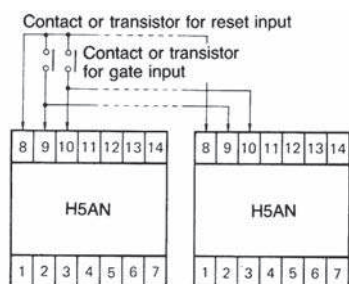 Contact or transistor for reset input
Contact or transistor
for gate input
8 9 10 11 12 13 14
8 9 10 11 12 13 14
H5AN
H5AN
1 2 3 4 5 6 7
1 2 3 4 5 6 7